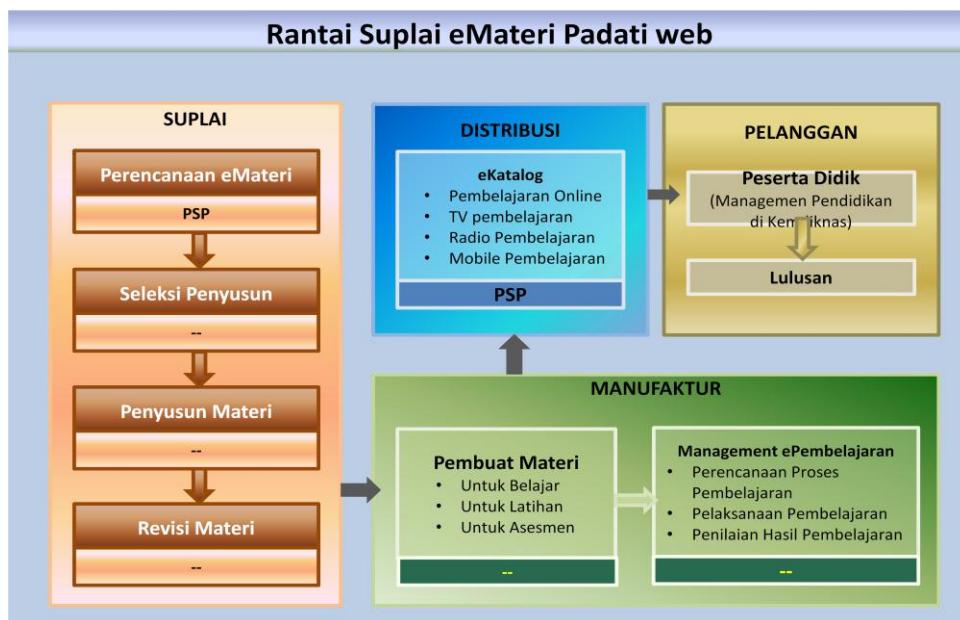 Rantai Suplai eMateri Padati web
SUPLAI
Perencanaan eMateri
PSP
Seleksi Penyusun
--
Penyusun Materi
--
Revisi Materi
--
DISTRIBUSI
eKatalog
• Pembelajaran Online
• TV pembelajaran
• Radio Pembelajaran
• Mobile Pembelajaran
PSP
PELANGGAN
Peserta Didik
(Managemen Pendidikan
di
Lulusan
MANUFAKTUR
Pembuat Materi
• Untuk Belajar
• Untuk Latihan
• Untuk Asesmen
--
Management ePembelajaran
• Perencanaan Proses
Pembelajaran
• Pelaksanaan Pembelajaran
• Penilaian Hasil Pembelajaran
--